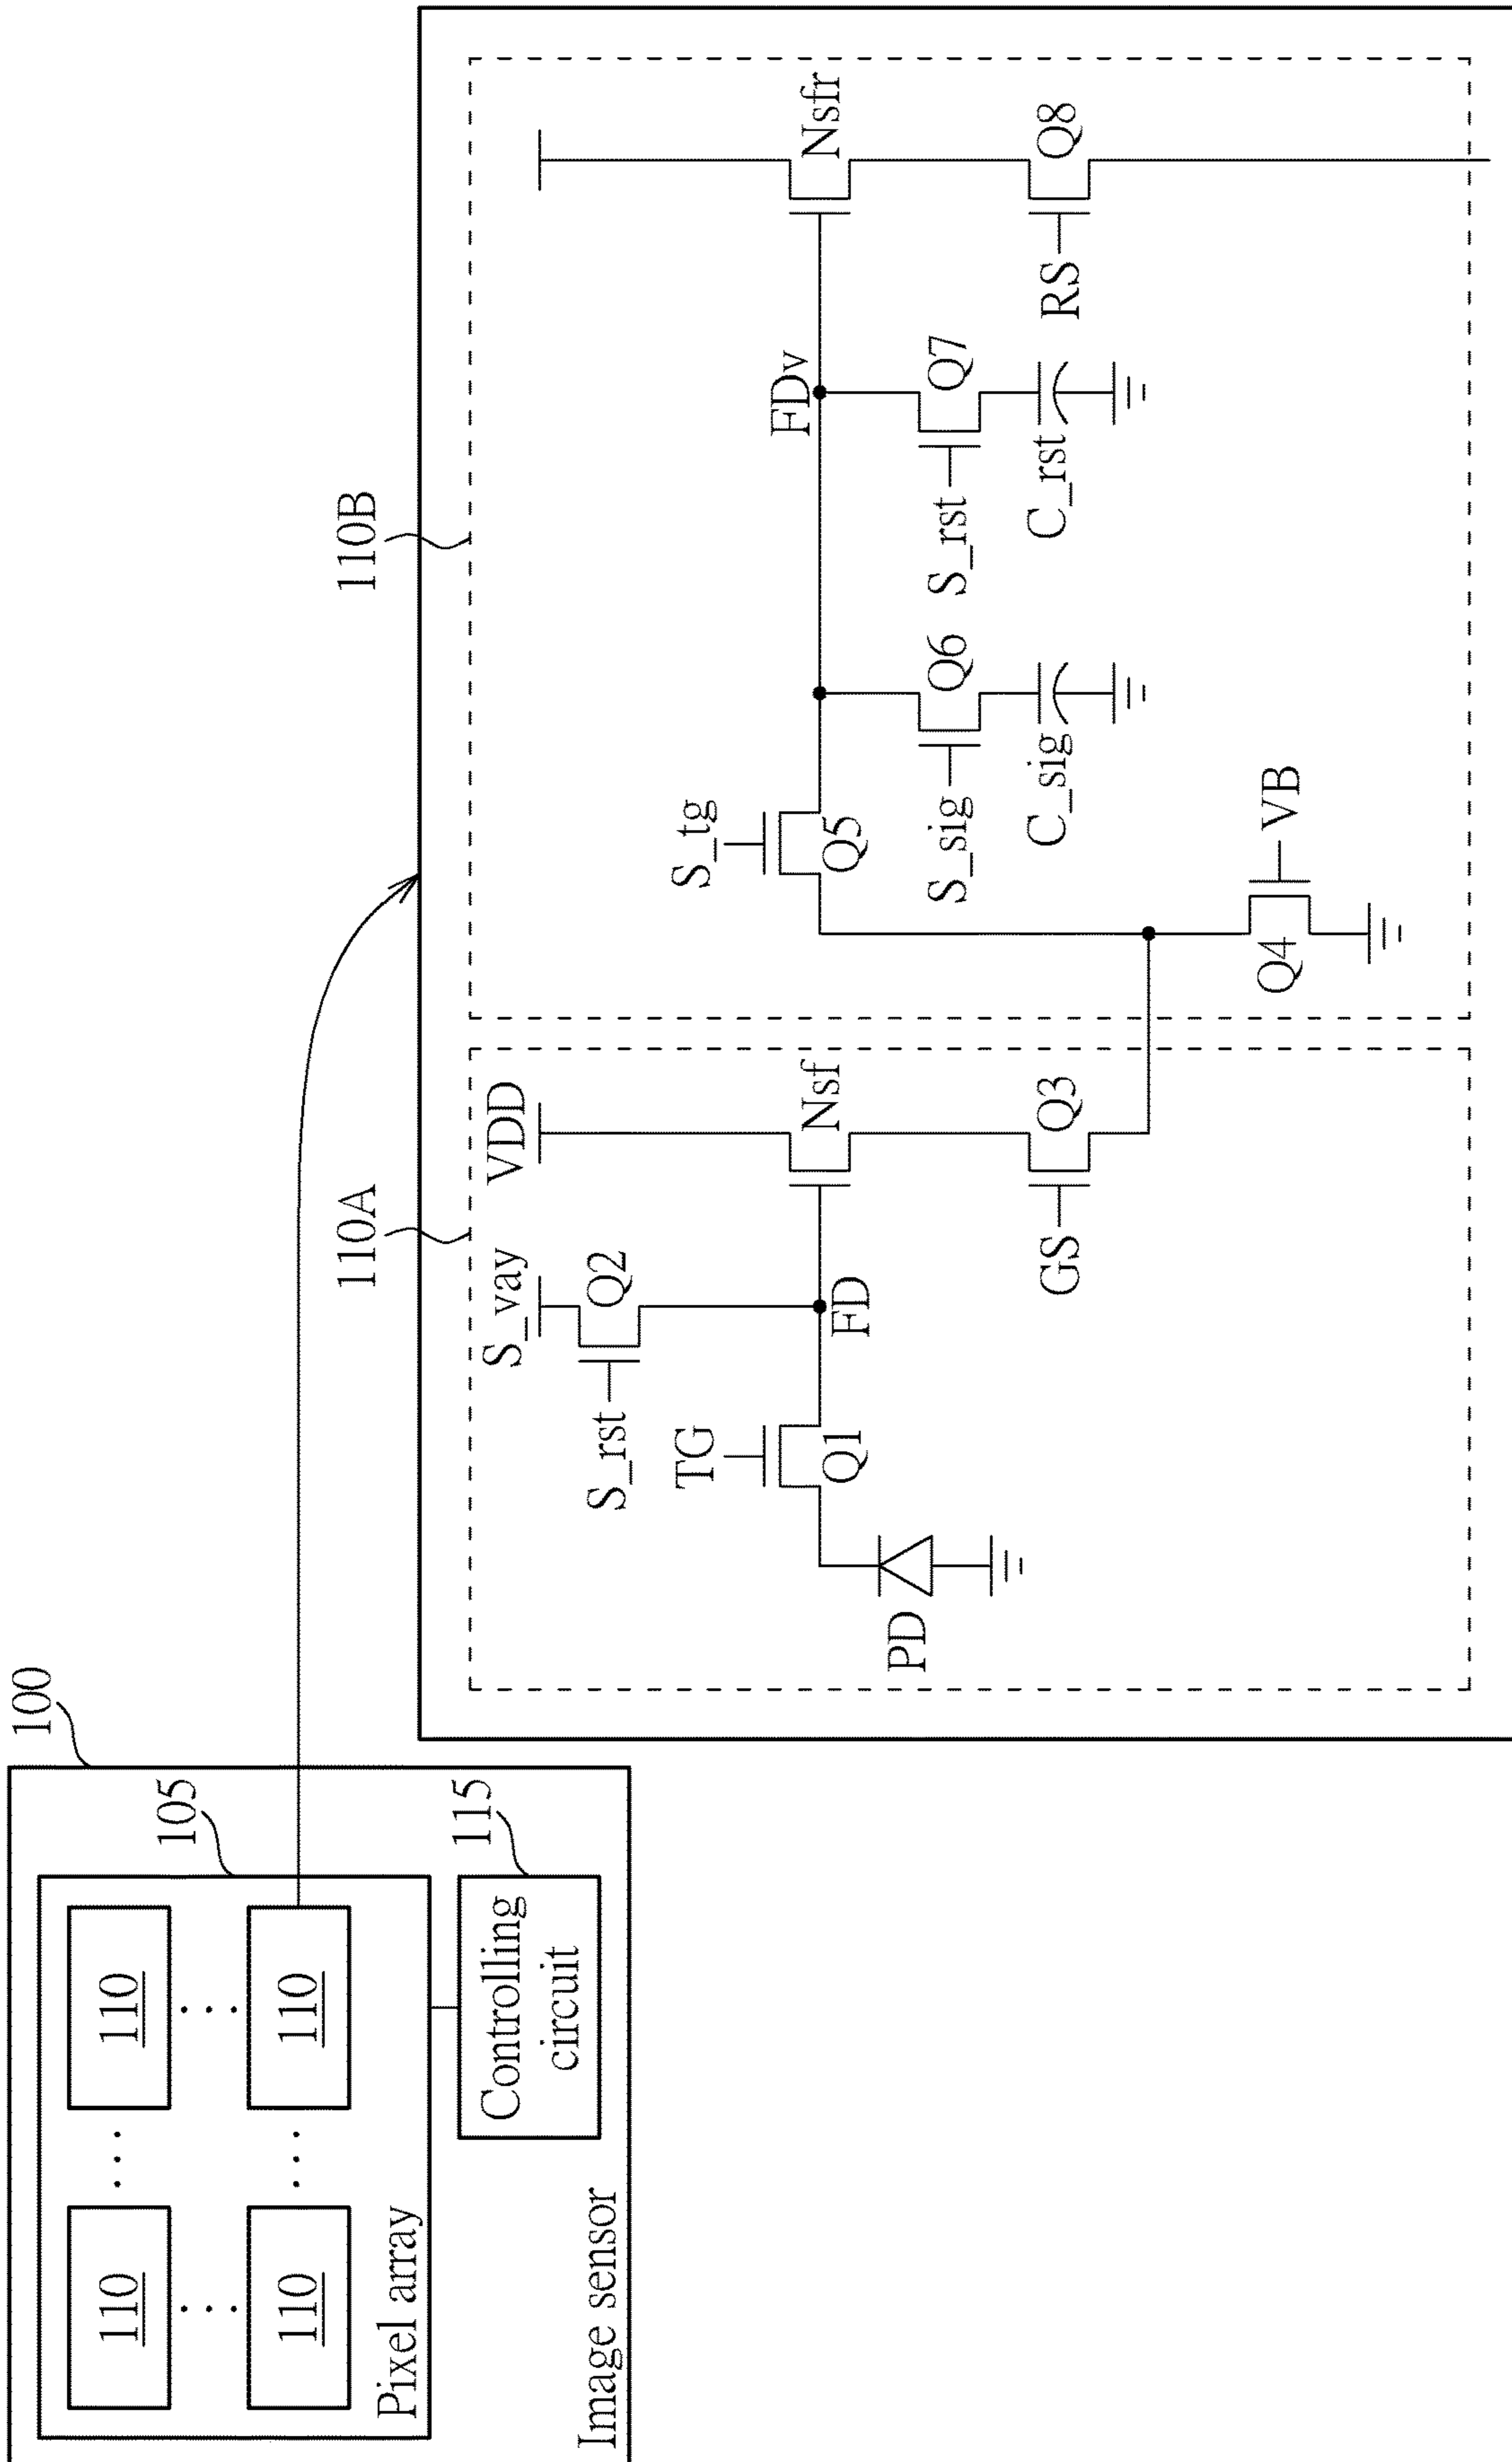 100
105
110
110
110
110
Pixel array
115
Controlling
circuit
Image sensor
110A
110B
S_vay
VDD
S_rst
Q2
TG
Q1
FD
Nsf
PD
GS
Q3
S_tg
Q5
FDv
Nsfr
S_sig
Q6
C_sig
S_rst
Q7
C_rst
RS
Q8
Q4
VB